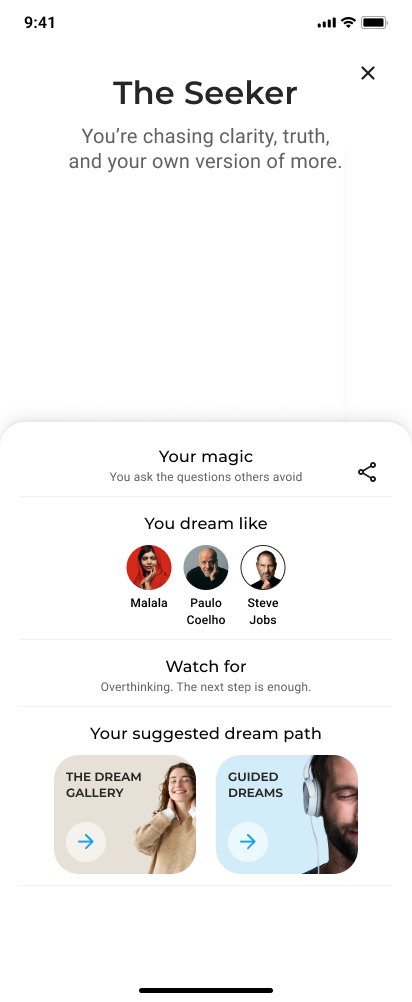 9:41
The Seeker
You’re chasing clarity, truth,
and your own version of more.
Your magic
You ask the questions others avoid
You dream like
Malala
Paulo
Coelho
Steve
Jobs
Watch for
Overthinking. The next step is enough.
Your suggested dream path
THE DREAM
GALLERY
GUIDED
DREAMS